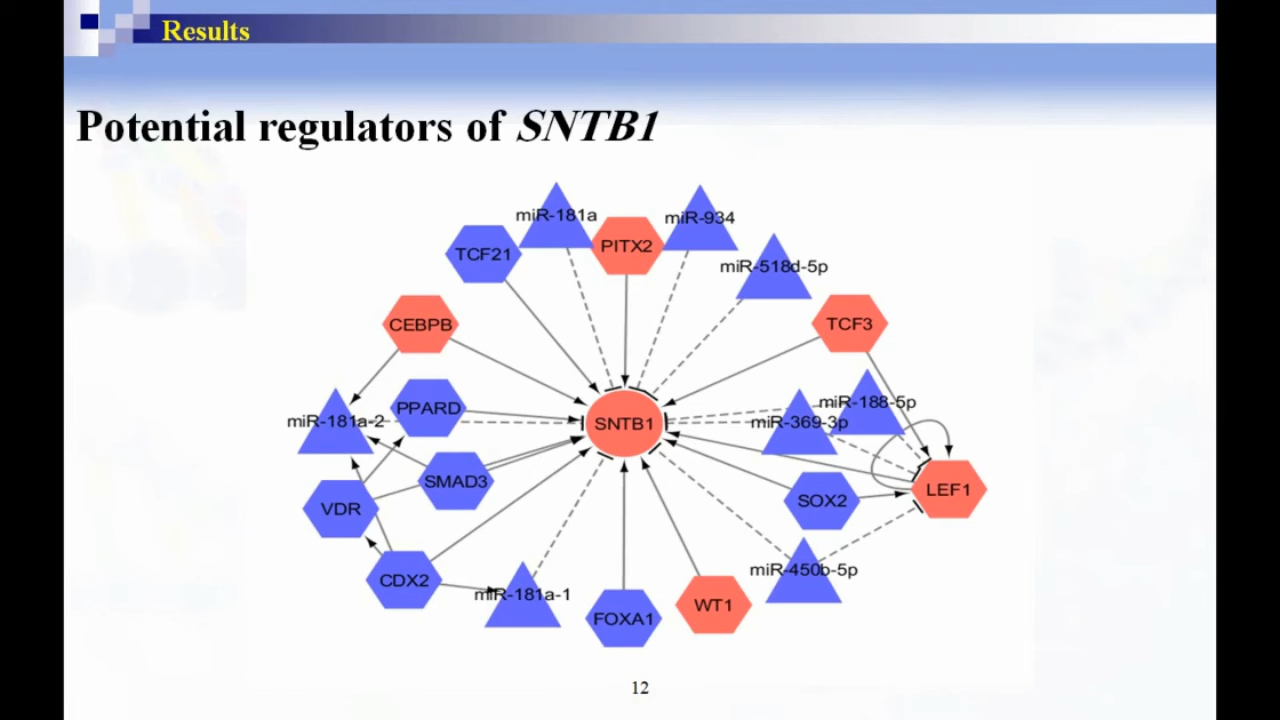 Results
Potential regulators of SNTB1
miR-181a
miR-934
PITX2
TCF21
miR-518d-5p
CEBPB
TCF3
miR-188-5p
PPARD
miR-181a-2
SNTB1
miR-369-3p
SMAD3
LEF1
SOX2
VDR
miR-450b-5p
CDX2
miR-181a-1
WT1
FOXA1
12